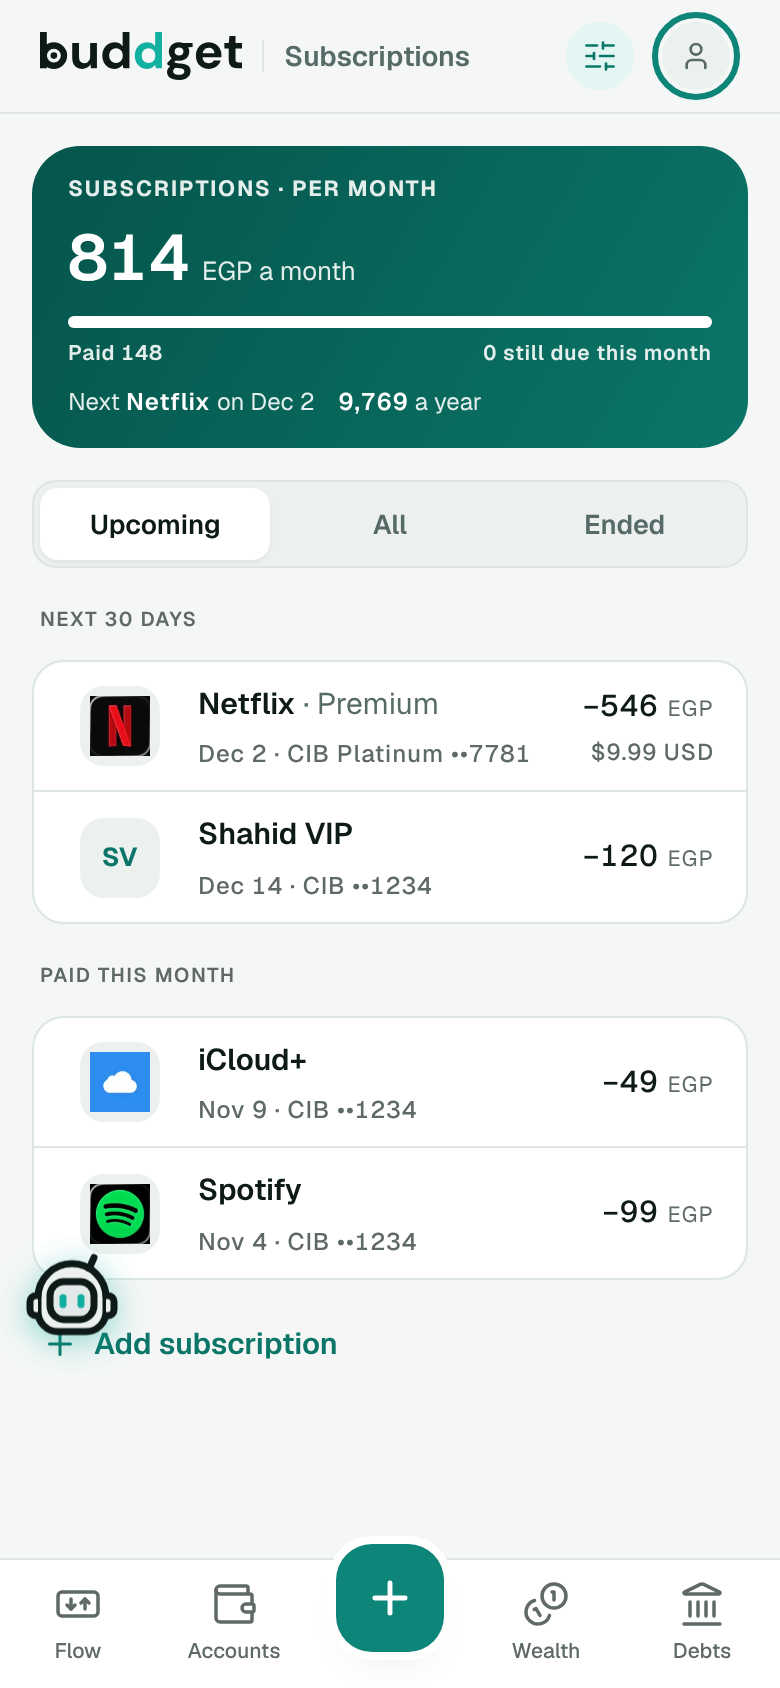 buddget
Subscriptions
SUBSCRIPTIONS · PER MONTH
814 EGP a month
Paid 148
0 still due this month
Next Netflix on Dec 2 9,769 a year
Upcoming
All
Ended
NEXT 30 DAYS
Netflix · Premium
−546 EGP
Dec 2 · CIB Platinum ••7781
$9.99 USD
SV
Shahid VIP
Dec 14 · CIB ••1234
−120 EGP
PAID THIS MONTH
iCloud+
Nov 9 · CIB ••1234
−49 EGP
Spotify
Nov 4 · CIB ••1234
−99 EGP
+ Add subscription
Flow
Accounts
Wealth
Debts